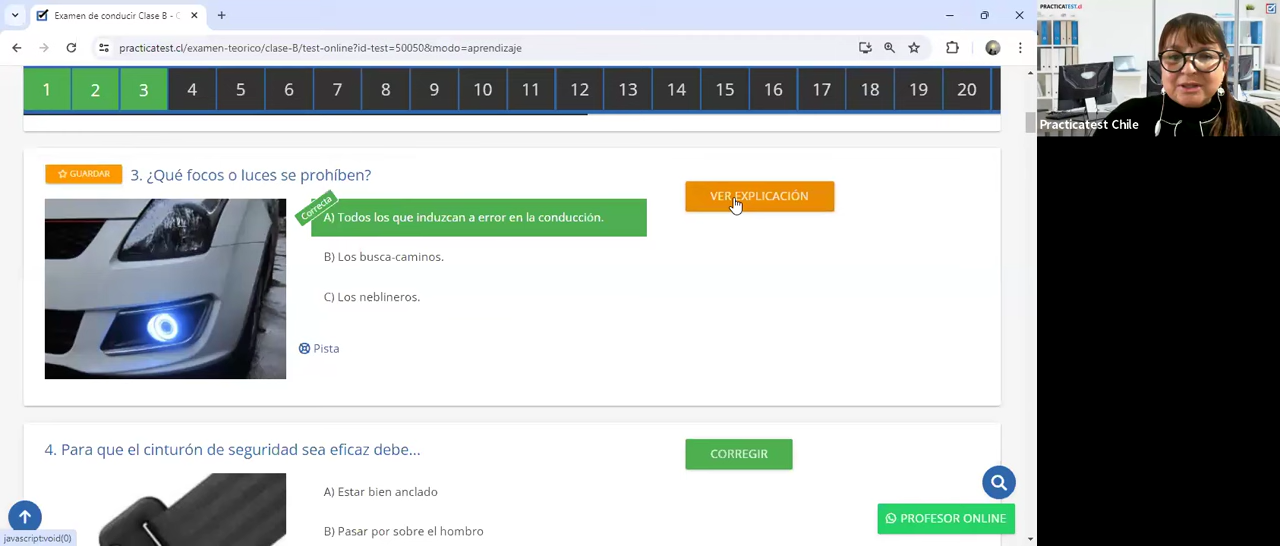 Examen de conducir Clase B - C
practicatest.cl/examen-teorico/clase-B/test-online?id-test=50050&modo=aprendizaje
1 2 3 4 5 6 7 8 9 10 11 12 13 14 15 16 17 18 19 20
GUARDAR
3. ¿Qué focos o luces se prohíben?
VER EXPLICACIÓN
Correcta
A) Todos los que induzcan a error en la conducción.
B) Los busca-caminos.
C) Los neblineros.
Pista
4. Para que el cinturón de seguridad sea eficaz debe...
CORREGIR
A) Estar bien anclado
B) Pasar por sobre el hombro
PROFESOR ONLINE
javascript:void(0)
PRACTICATEST.CL
Practicatest Chile